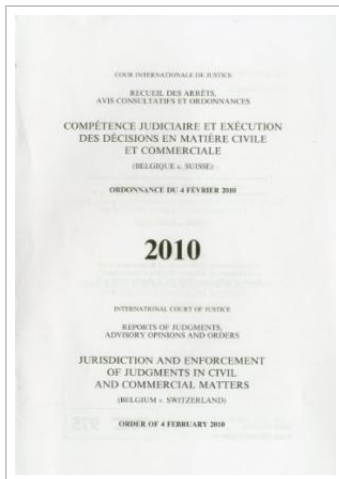 COUR INTERNATIONALE DE JUSTICE
RECUEIL DES ARRÊTS,
AVIS CONSULTATIFS ET ORDONNANCES
COMPÉTENCE JUDICIAIRE ET EXÉCUTION
DES DÉCISIONS EN MATIÈRE CIVILE
ET COMMERCIALE
(BELGIQUE c. SUISSE)
ORDONNANCE DU 4 FÉVRIER 2010
2010
INTERNATIONAL COURT OF JUSTICE
REPORTS OF JUDGMENTS,
ADVISORY OPINIONS AND ORDERS
JURISDICTION AND ENFORCEMENT
OF JUDGMENTS IN CIVIL
AND COMMERCIAL MATTERS
(BELGIUM v. SWITZERLAND)
ORDER OF 4 FEBRUARY 2010